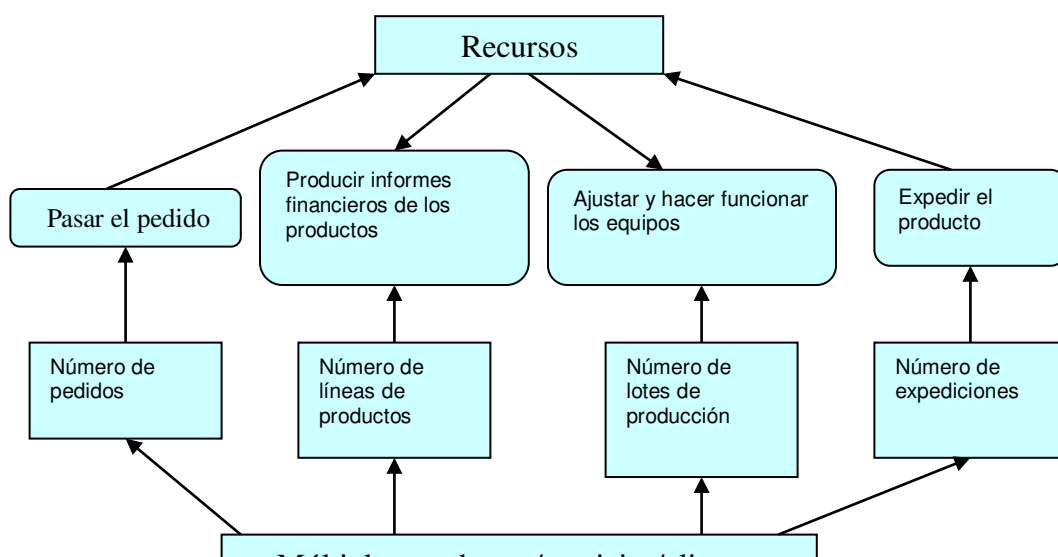 Recursos
Pasar el pedido
Producir informes
financieros de los
productos
Ajustar y hacer funcionar
los equipos
Expedir el
producto
Número de
pedidos
Número de
líneas de
productos
Número de
lotes de
producción
Número de
expediciones